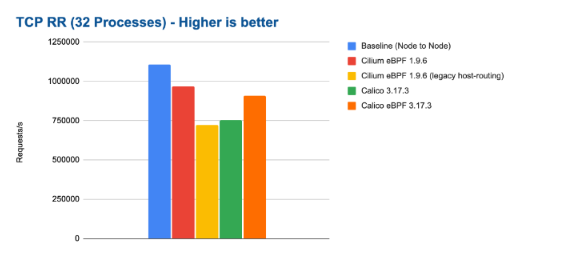 TCP RR (32 Processes) - Higher is better
1250000
1000000
750000
500000
250000
0
Requests/s
Baseline (Node to Node)
Cilium eBPF 1.9.6
Cilium eBPF 1.9.6 (legacy host-routing)
Calico 3.17.3
Calico eBPF 3.17.3